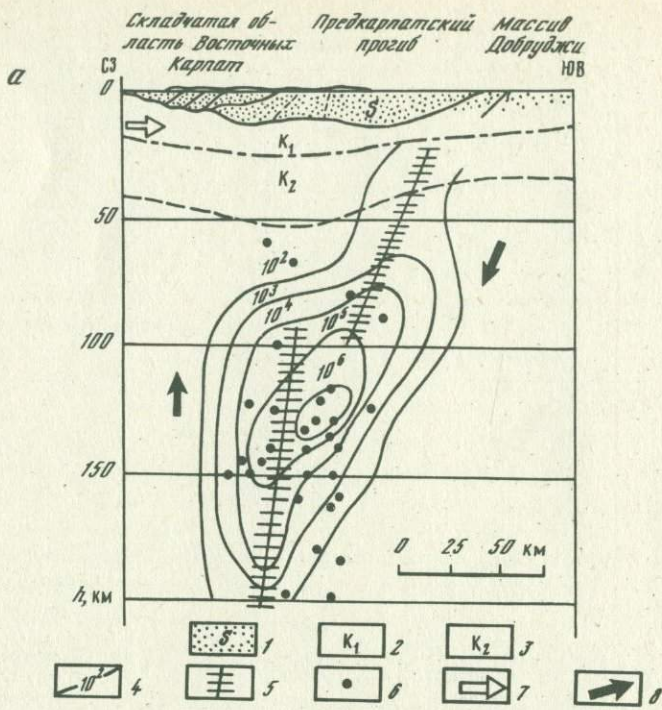 Складчатая об-
ласть Восточных
Карпат
Предкарпатский
прогиб
Массив
Добруджи
а
СЗ
ЮВ
0
S
K₁
K₂
50
10²
10³
10⁴
10⁵
100
10⁶
150
0 25 50 км
h, км
S 1 K₁ 2 K₂ 3
10² 4 5 6 7 8